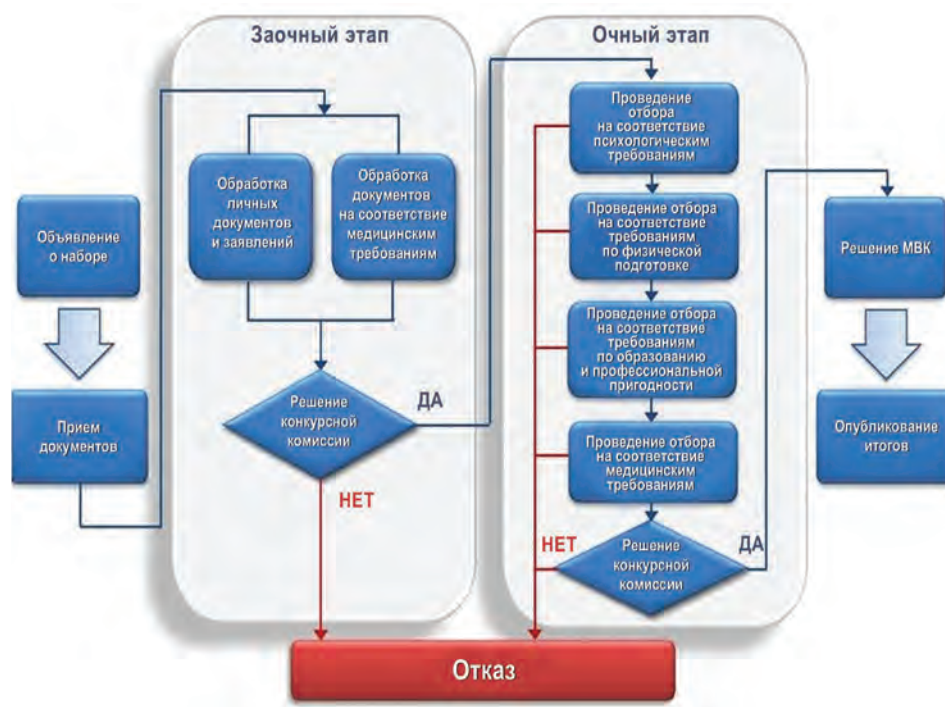 Заочный этап
Очный этап
Объявление
о наборе
Прием
документов
Обработка
личных
документов
и заявлений
Обработка
документов
на соответствие
медицинским
требованиям
Решение
конкурсной
комиссии
ДА
НЕТ
Проведение
отбора
на соответствие
психологическим
требованиям
Проведение отбора
на соответствие
требованиям
по физической
подготовке
Проведение отбора
на соответствие
требованиям
по образованию
и профессиональной
пригодности
Проведение отбора
на соответствие
медицинским
требованиям
НЕТ
Решение
конкурсной
комиссии
ДА
Решение МВК
Опубликование
итогов
Отказ